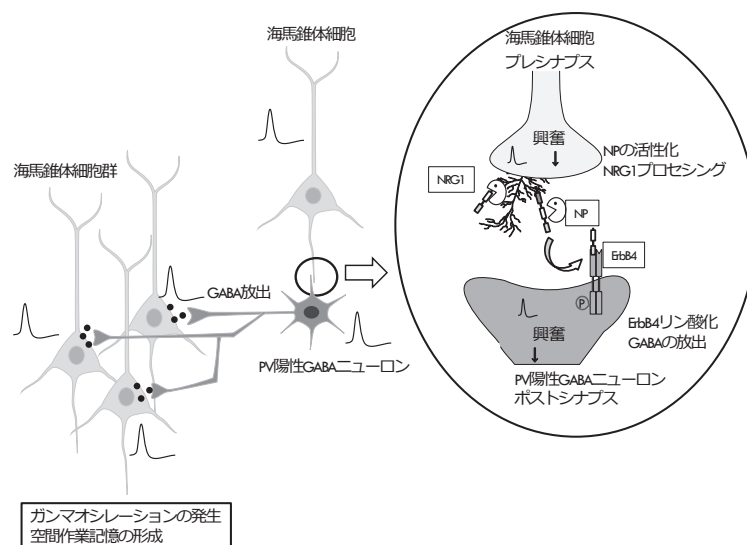 海馬錐体細胞
海馬錐体細胞群
GABA放出
PV陽性GABAニューロン
ガンマオシレーションの発生
空間作業記憶の形成
海馬錐体細胞
プレシナプス
興奮
NPの活性化
NRG1プロセシング
NRG1
NP
ErbB4
P
興奮
ErbB4リン酸化
GABAの放出
PV陽性GABAニューロン
ポストシナプス